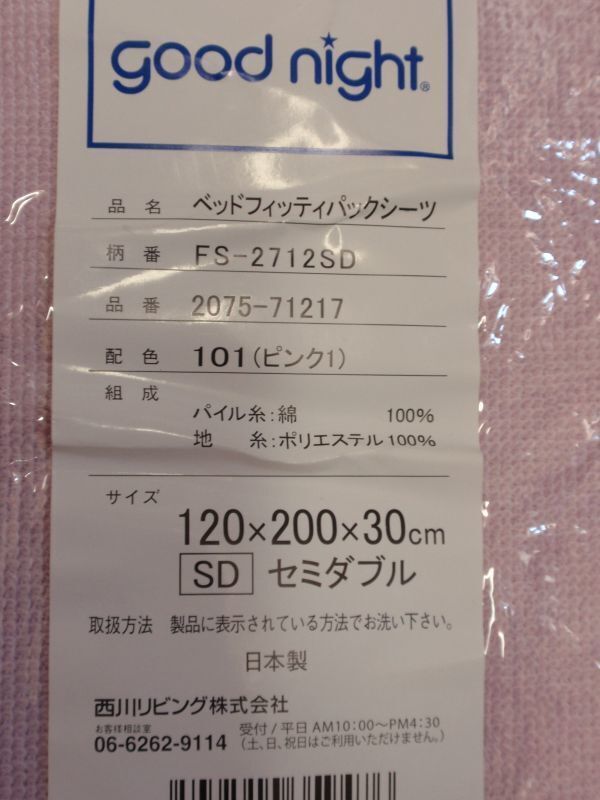 good night®
品名 ベッドフィッティパックシーツ
柄番 FS-2712SD
品番 2075-71217
配色 101(ピンク1)
組成
パイル糸:綿 100%
地 糸:ポリエステル 100%
サイズ
120×200×30cm
SD セミダブル
取扱方法 製品に表示されている方法でお洗い下さい。
日本製
西川リビング株式会社
お客様相談室 受付/平日 AM10:00〜PM4:30
06-6262-9114 (土、日、祝日はご利用いただけません。)